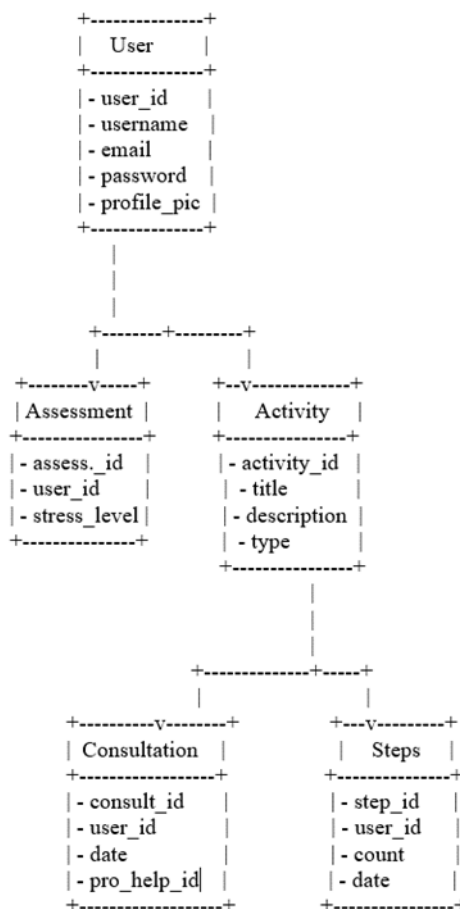 +---------------+
| User |
+---------------+
| - user_id |
| - username |
| - email |
| - password |
| - profile_pic |
+---------------+
|
|
|
+--------+---------+
| |
+--------v-----+ +--v-------------+
| Assessment | | Activity |
+----------------+ +----------------+
| - assess._id | | - activity_id |
| - user_id | | - title |
| - stress_level | | - description |
+---------------+ | - type |
+----------------+
|
|
|
+--------------+-----+
| |
+----------v--------+ +---v----------+
| Consultation | | Steps |
+------------------+ +---------------+
| - consult_id | | - step_id |
| - user_id | | - user_id |
| - date | | - count |
| - pro_help_id| | - date |
+--------------------+ +----------------+